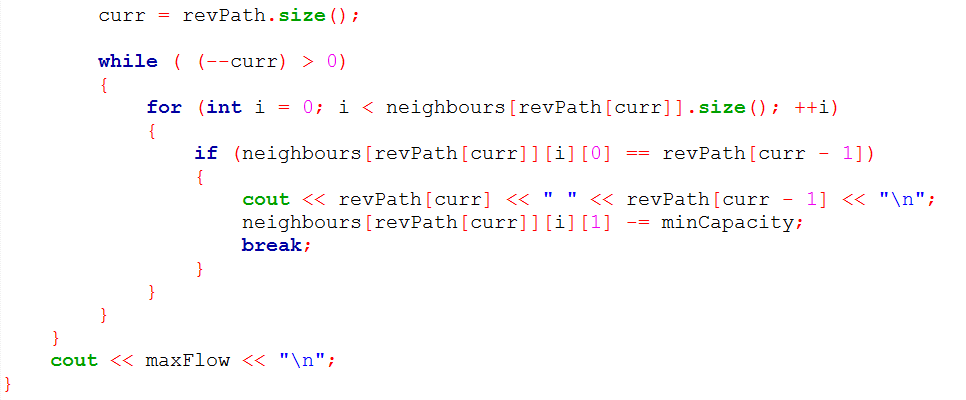 curr = revPath.size();
while ( (--curr) > 0)
{
for (int i = 0; i < neighbours[revPath[curr]].size(); ++i)
{
if (neighbours[revPath[curr]][i][0] == revPath[curr - 1])
{
cout << revPath[curr] << " " << revPath[curr - 1] << "\n";
neighbours[revPath[curr]][i][1] -= minCapacity;
break;
}
}
}
}
cout << maxFlow << "\n";
}